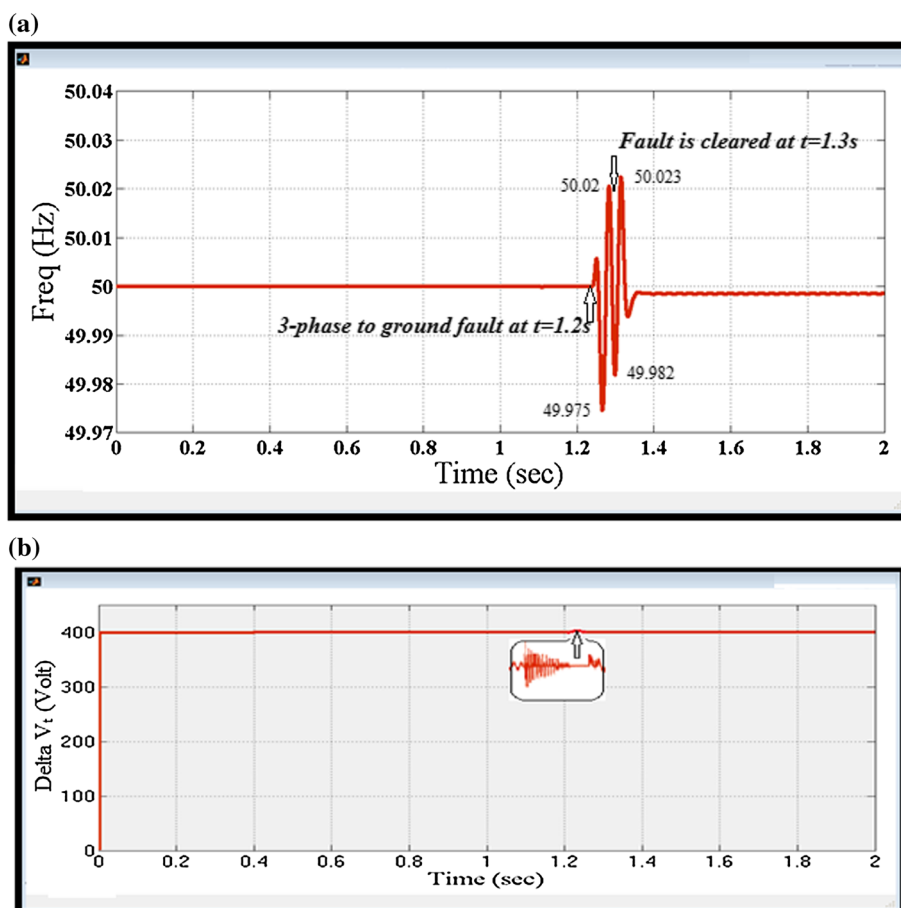 (a)
50.04
50.03
50.02
50.01
50
49.99
49.98
49.97
Freq (Hz)
Fault is cleared at t=1.3s
50.02
50.023
3-phase to ground fault at t=1.2s
49.982
49.975
0 0.2 0.4 0.6 0.8 1 1.2 1.4 1.6 1.8 2
Time (sec)
(b)
400
300
200
100
0
Delta Vt (Volt)
0 0.2 0.4 0.6 0.8 1 1.2 1.4 1.6 1.8 2
Time (sec)